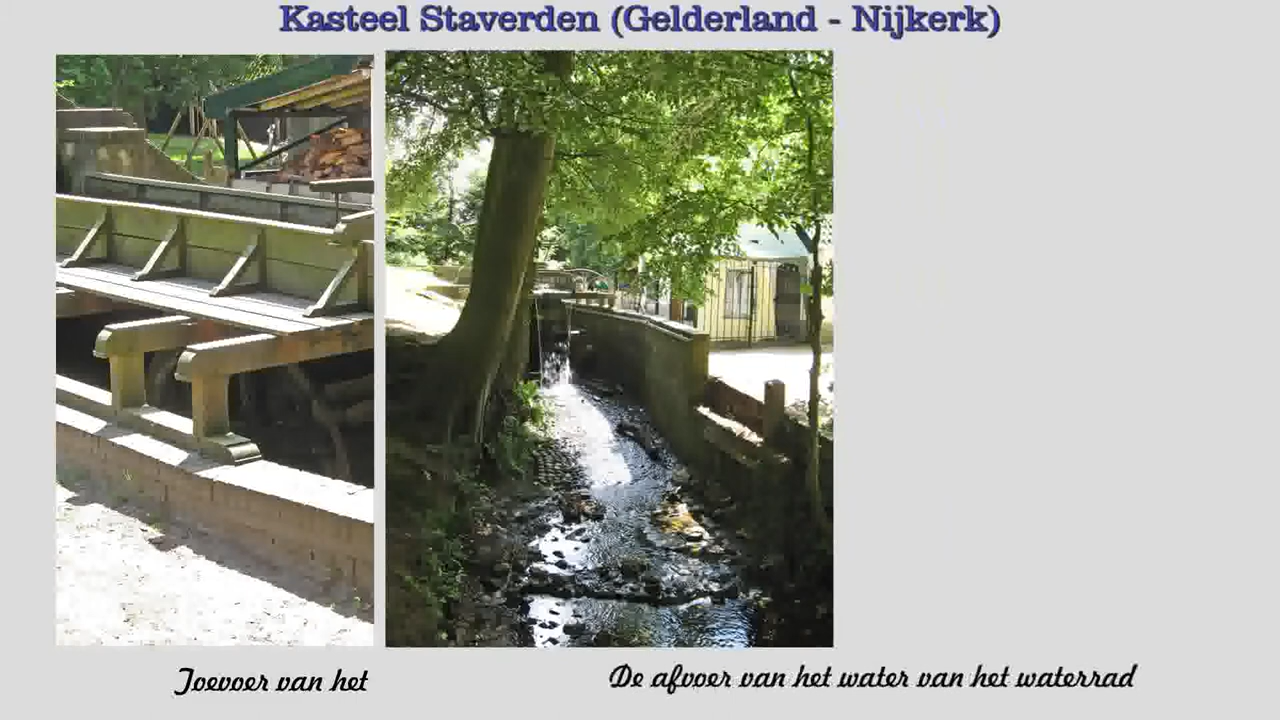 Kasteel Staverden (Gelderland - Nijkerk)
Toevoer van het
De afvoer van het water van het waterrad